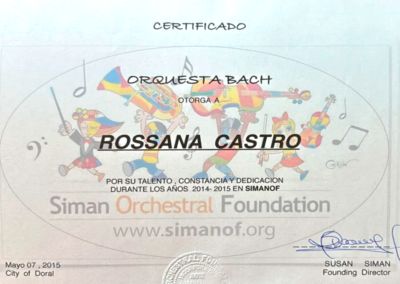 CERTIFICADO
ORQUESTA BACH
OTORGA A
ROSSANA CASTRO
POR SU TALENTO , CONSTANCIA Y DEDICACION
DURANTE LOS AÑOS 2014- 2015 EN SIMANOF
Siman Orchestral Foundation
www.simanof.org
Mayo 07 , 2015
City of Doral
SUSAN SIMAN
Founding Director